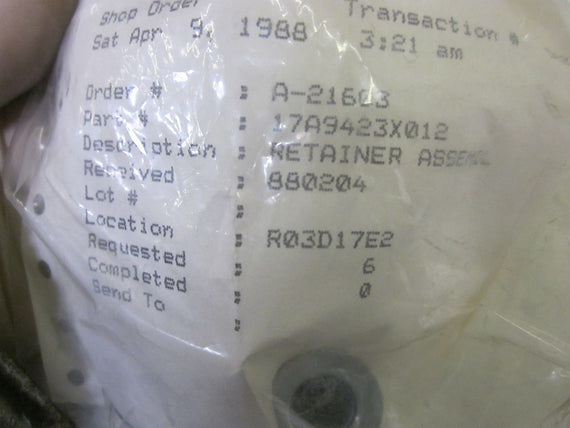 Shop Order
Transaction #
Sat Apr 9, 1988 3:21 am
Order # : A-21603
Part # : 17A9423X012
Description : RETAINER
Received : 880204
Lot # :
Location : R03D17E2
Requested : 6
Completed : 0
Send To :